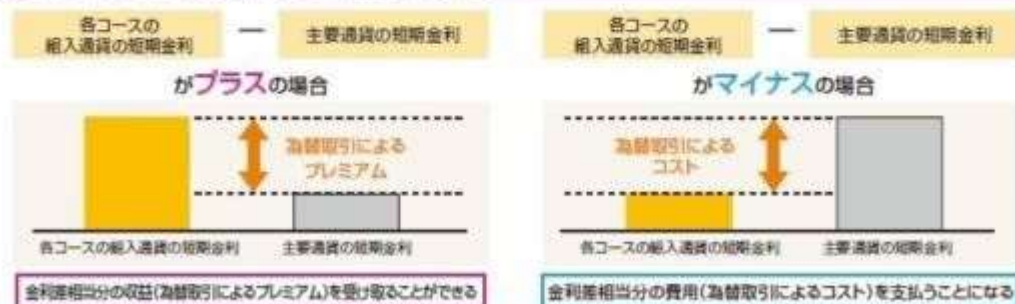 各コースの
組入通貨の短期金利
ー
主要通貨の短期金利
がプラスの場合
為替取引による
プレミアム
各コースの組入通貨の短期金利
主要通貨の短期金利
金利差相当分の収益(為替取引によるプレミアム)を受け取ることができる
各コースの
組入通貨の短期金利
ー
主要通貨の短期金利
がマイナスの場合
為替取引による
コスト
各コースの組入通貨の短期金利
主要通貨の短期金利
金利差相当分の費用(為替取引によるコスト)を支払うことになる